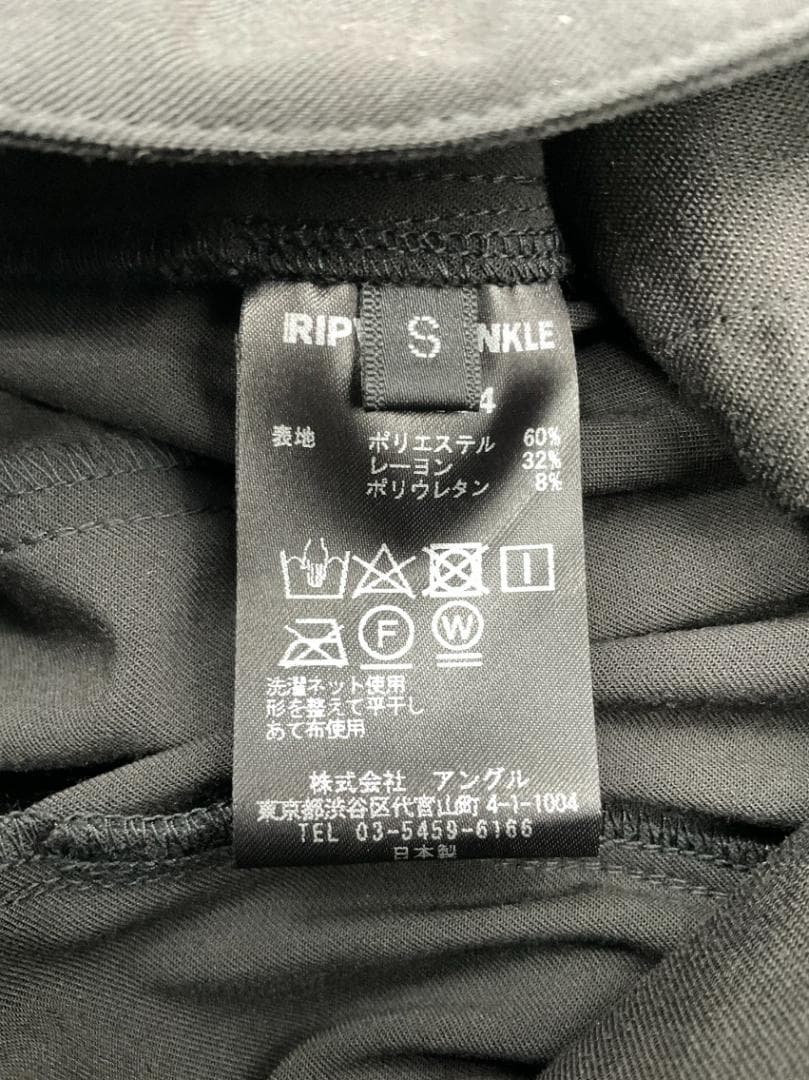 RIP
S
NKLE
4
表地 ポリエステル 60%
レーヨン 32%
ポリウレタン 8%
F W
洗濯ネット使用
形を整えて平干し
あて布使用
株式会社 アングル
東京都渋谷区代官山町4-1-1004
TEL 03-5459-6166
日本製